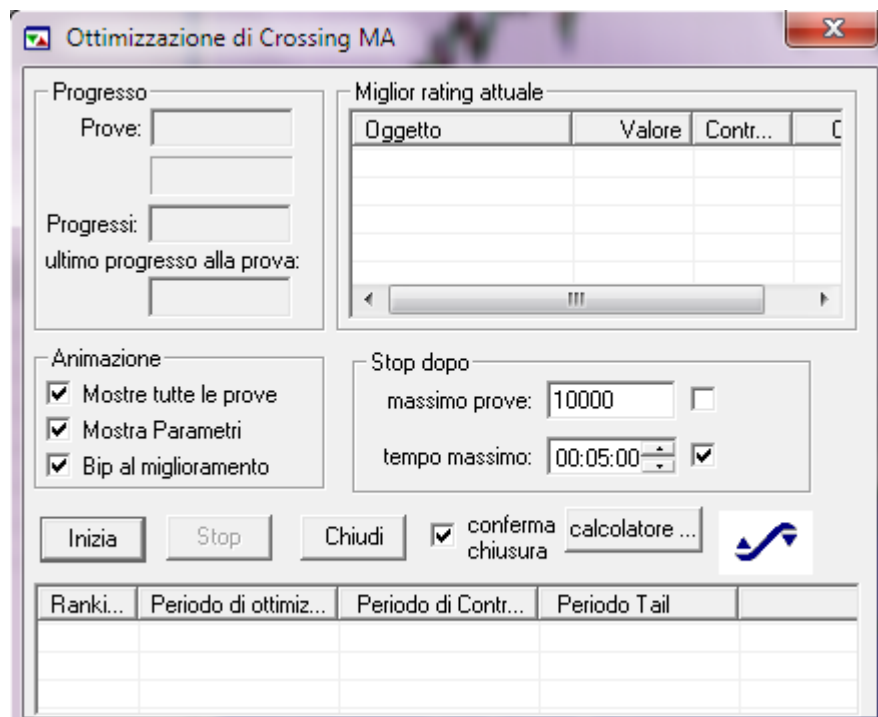 Ottimizzazione di Crossing MA
Progresso
Prove:
Progressi:
ultimo progresso alla prova:
Miglior rating attuale
Oggetto Valore Contr...
Animazione
Mostre tutte le prove
Mostra Parametri
Bip al miglioramento
Stop dopo
massimo prove: 10000
tempo massimo: 00:05:00
Inizia Stop Chiudi conferma chiusura calcolatore ...
Ranki... Periodo di ottimiz... Periodo di Contr... Periodo Tail